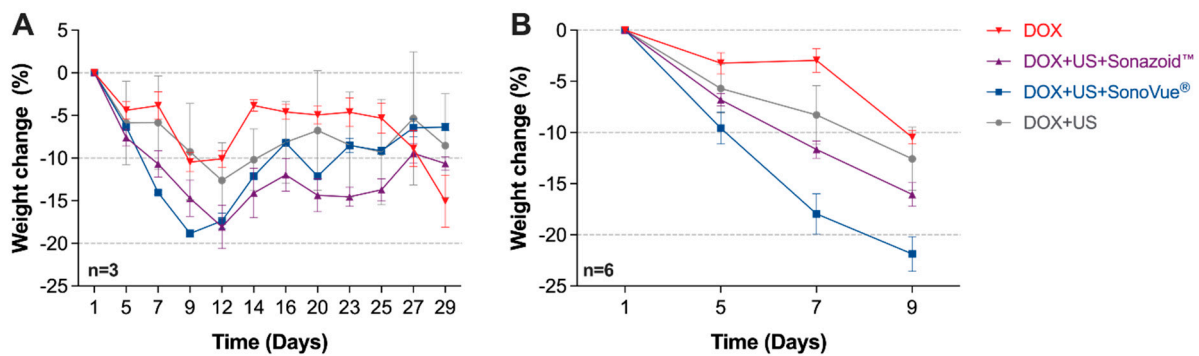 A
Weight change (%)
5
0
-5
-10
-15
-20
-25
n=3
1 5 7 9 12 14 16 20 23 25 27 29
Time (Days)
B
Weight change (%)
0
-5
-10
-15
-20
-25
n=6
1 5 7 9
Time (Days)
DOX
DOX+US+Sonazoid™
DOX+US+SonoVue®
DOX+US